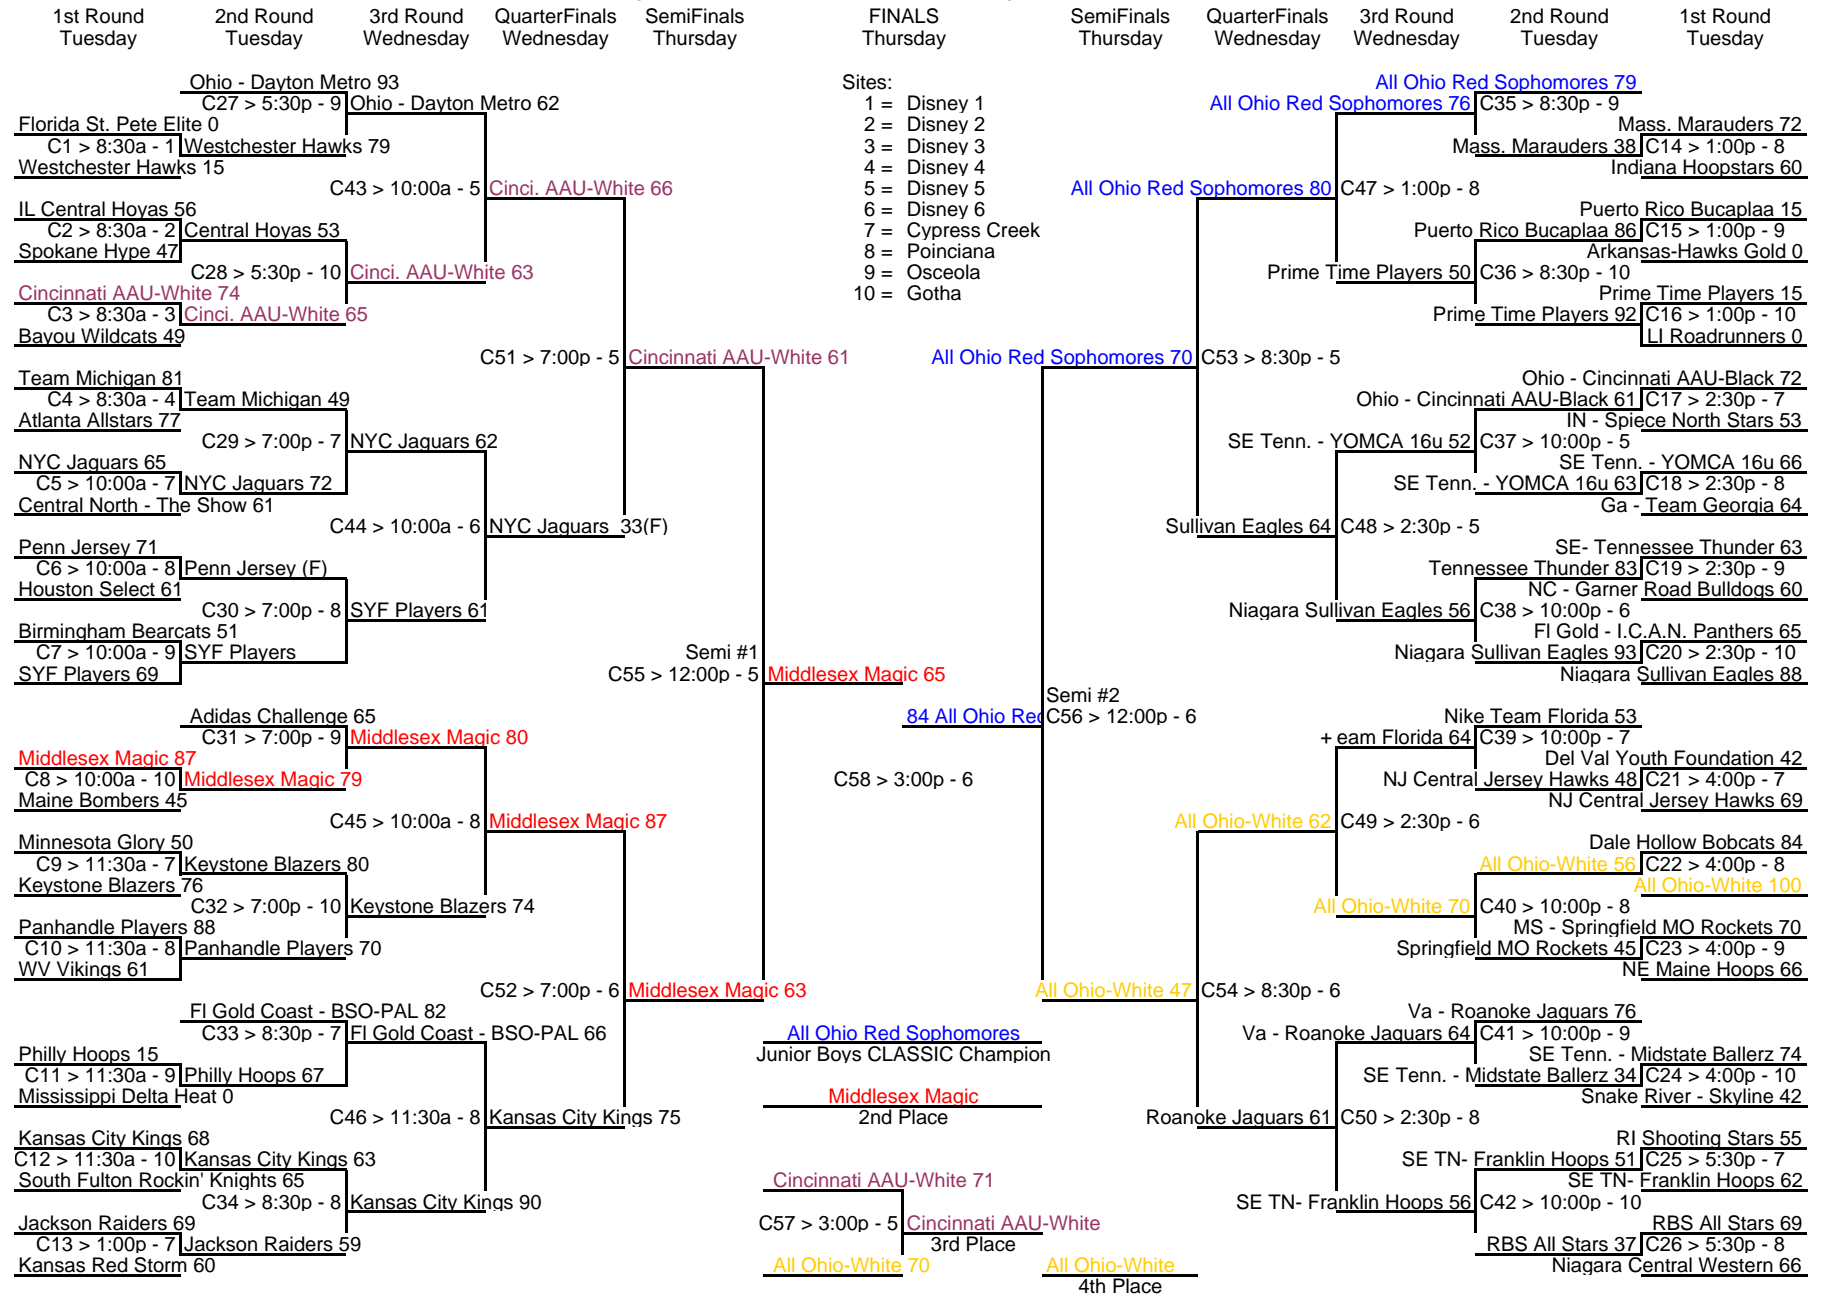 1st Round 2nd Round 3rd Round QuarterFinals SemiFinals FINALS SemiFinals QuarterFinals 3rd Round 2nd Round 1st Round
Tuesday Tuesday Wednesday Wednesday Thursday Thursday Thursday Wednesday Wednesday Tuesday Tuesday
Ohio - Dayton Metro 93
C27 > 5:30p - 9 Ohio - Dayton Metro 62
Florida St. Pete Elite 0
C1 > 8:30a - 1 Westchester Hawks 79
Westchester Hawks 15
C43 > 10:00a - 5 Cinci. AAU-White 66
IL Central Hoyas 56
C2 > 8:30a - 2 Central Hoyas 53
Spokane Hype 47
C28 > 5:30p - 10 Cinci. AAU-White 63
Cincinnati AAU-White 74
C3 > 8:30a - 3 Cinci. AAU-White 65
Bayou Wildcats 49
C51 > 7:00p - 5 Cincinnati AAU-White 61
Team Michigan 81
C4 > 8:30a - 4 Team Michigan 49
Atlanta Allstars 77
C29 > 7:00p - 7 NYC Jaguars 62
NYC Jaguars 65
C5 > 10:00a - 7 NYC Jaguars 72
Central North - The Show 61
C44 > 10:00a - 6 NYC Jaguars 33(F)
Penn Jersey 71
C6 > 10:00a - 8 Penn Jersey (F)
Houston Select 61
C30 > 7:00p - 8 SYF Players 61
Birmingham Bearcats 51
C7 > 10:00a - 9 SYF Players
SYF Players 69
Semi #1
C55 > 12:00p - 5 Middlesex Magic 65
Adidas Challenge 65
C31 > 7:00p - 9 Middlesex Magic 80
Middlesex Magic 87
C8 > 10:00a - 10 Middlesex Magic 79
Maine Bombers 45
C45 > 10:00a - 8 Middlesex Magic 87
Minnesota Glory 50
C9 > 11:30a - 7 Keystone Blazers 80
Keystone Blazers 76
C32 > 7:00p - 10 Keystone Blazers 74
Panhandle Players 88
C10 > 11:30a - 8 Panhandle Players 70
WV Vikings 61
C52 > 7:00p - 6 Middlesex Magic 63
Fl Gold Coast - BSO-PAL 82
C33 > 8:30p - 7 Fl Gold Coast - BSO-PAL 66
Philly Hoops 15
C11 > 11:30a - 9 Philly Hoops 67
Mississippi Delta Heat 0
C46 > 11:30a - 8 Kansas City Kings 75
Kansas City Kings 68
C12 > 11:30a - 10 Kansas City Kings 63
South Fulton Rockin' Knights 65
C34 > 8:30p - 8 Kansas City Kings 90
Jackson Raiders 69
C13 > 1:00p - 7 Jackson Raiders 59
Kansas Red Storm 60
Sites:
1 = Disney 1
2 = Disney 2
3 = Disney 3
4 = Disney 4
5 = Disney 5
6 = Disney 6
7 = Cypress Creek
8 = Poinciana
9 = Osceola
10 = Gotha
84 All Ohio Red
C58 > 3:00p - 6
All Ohio Red Sophomores
Junior Boys CLASSIC Champion
Middlesex Magic
2nd Place
Cincinnati AAU-White 71
C57 > 3:00p - 5 Cincinnati AAU-White
3rd Place
All Ohio-White 70 All Ohio-White
4th Place
All Ohio Red Sophomores 79
All Ohio Red Sophomores 76 C35 > 8:30p - 9
Mass. Marauders 72
Mass. Marauders 38 C14 > 1:00p - 8
Indiana Hoopstars 60
All Ohio Red Sophomores 80 C47 > 1:00p - 8
Puerto Rico Bucaplaa 15
Puerto Rico Bucaplaa 86 C15 > 1:00p - 9
Arkansas-Hawks Gold 0
Prime Time Players 50 C36 > 8:30p - 10
Prime Time Players 15
Prime Time Players 92 C16 > 1:00p - 10
LI Roadrunners 0
All Ohio Red Sophomores 70 C53 > 8:30p - 5
Ohio - Cincinnati AAU-Black 72
Ohio - Cincinnati AAU-Black 61 C17 > 2:30p - 7
IN - Spiece North Stars 53
SE Tenn. - YOMCA 16u 52 C37 > 10:00p - 5
SE Tenn. - YOMCA 16u 66
SE Tenn. - YOMCA 16u 63 C18 > 2:30p - 8
Ga - Team Georgia 64
Sullivan Eagles 64 C48 > 2:30p - 5
SE- Tennessee Thunder 63
Tennessee Thunder 83 C19 > 2:30p - 9
NC - Garner Road Bulldogs 60
Niagara Sullivan Eagles 56 C38 > 10:00p - 6
Fl Gold - I.C.A.N. Panthers 65
Niagara Sullivan Eagles 93 C20 > 2:30p - 10
Niagara Sullivan Eagles 88
Semi #2
C56 > 12:00p - 6
Nike Team Florida 53
+ eam Florida 64 C39 > 10:00p - 7
Del Val Youth Foundation 42
NJ Central Jersey Hawks 48 C21 > 4:00p - 7
NJ Central Jersey Hawks 69
All Ohio-White 62 C49 > 2:30p - 6
Dale Hollow Bobcats 84
All Ohio-White 56 C22 > 4:00p - 8
All Ohio-White 100
All Ohio-White 70 C40 > 10:00p - 8
MS - Springfield MO Rockets 70
Springfield MO Rockets 45 C23 > 4:00p - 9
NE Maine Hoops 66
All Ohio-White 47 C54 > 8:30p - 6
Va - Roanoke Jaguars 76
Va - Roanoke Jaguars 64 C41 > 10:00p - 9
SE Tenn. - Midstate Ballerz 74
SE Tenn. - Midstate Ballerz 34 C24 > 4:00p - 10
Snake River - Skyline 42
Roanoke Jaguars 61 C50 > 2:30p - 8
RI Shooting Stars 55
SE TN- Franklin Hoops 51 C25 > 5:30p - 7
SE TN- Franklin Hoops 62
SE TN- Franklin Hoops 56 C42 > 10:00p - 10
RBS All Stars 69
RBS All Stars 37 C26 > 5:30p - 8
Niagara Central Western 66